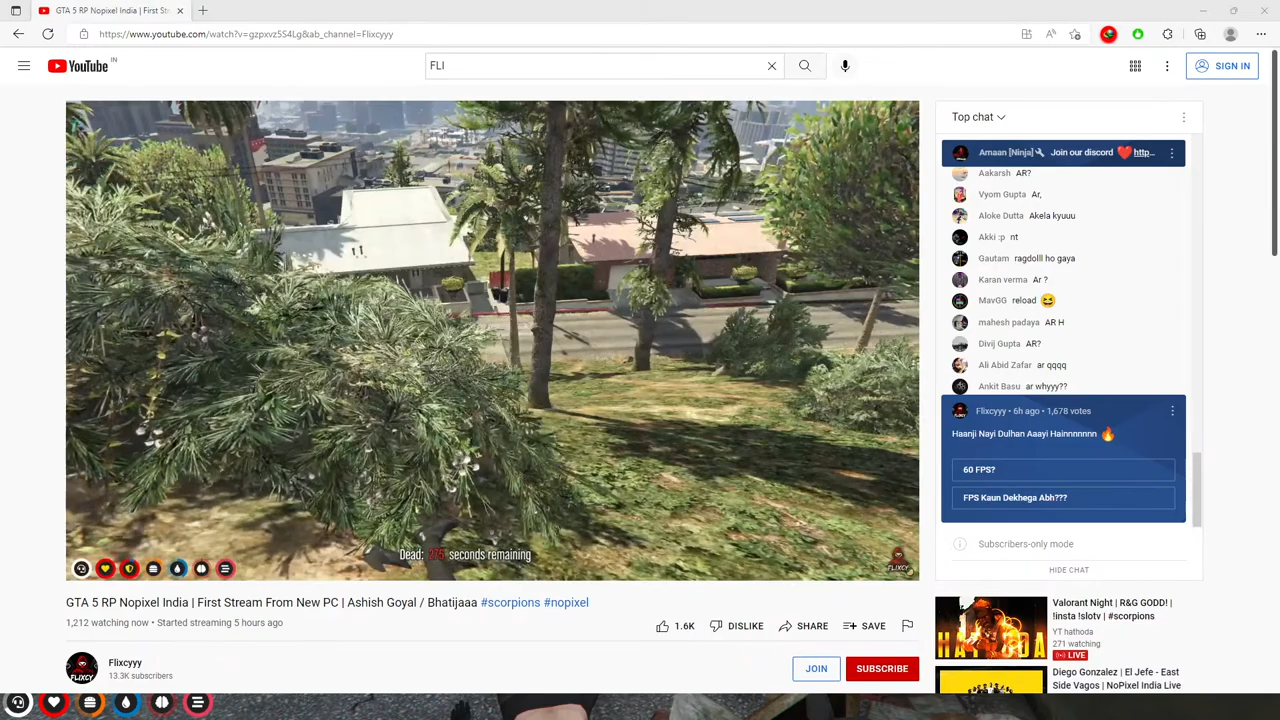 GTA 5 RP Nopixel India | First St
https://www.youtube.com/watch?v=gzpxvz5S4Lg&ab_channel=Flixcyyy
YouTube IN
FLI
SIGN IN
Dead: 276 seconds remaining
FLIXCY
GTA 5 RP Nopixel India | First Stream From New PC | Ashish Goyal / Bhatijaaa #scorpions #nopixel
1,212 watching now • Started streaming 5 hours ago
1.6K DISLIKE SHARE SAVE
FLIXCY
Flixcyyy
13.3K subscribers
JOIN SUBSCRIBE
Top chat
Amaan [Ninja] Join our discord ❤️ http...
Aakarsh AR?
Vyom Gupta Ar,
Aloke Dutta Akela kyuuu
Akki :p nt
Gautam ragdolll ho gaya
Karan verma Ar ?
MavGG reload 😆
mahesh padaya AR H
Divij Gupta AR?
Ali Abid Zafar ar qqqq
Ankit Basu ar whyyy??
Flixcyyy • 6h ago • 1,678 votes
Haanji Nayi Dulhan Aaayi Hainnnnnnn 🔥
60 FPS?
FPS Kaun Dekhega Abh???
Subscribers-only mode
HIDE CHAT
HATHODA
Valorant Night | R&G GODD! |
!insta !slotv | #scorpions
YT hathoda
271 watching
LIVE
Diego Gonzalez | El Jefe - East
Side Vagos | NoPixel India Live